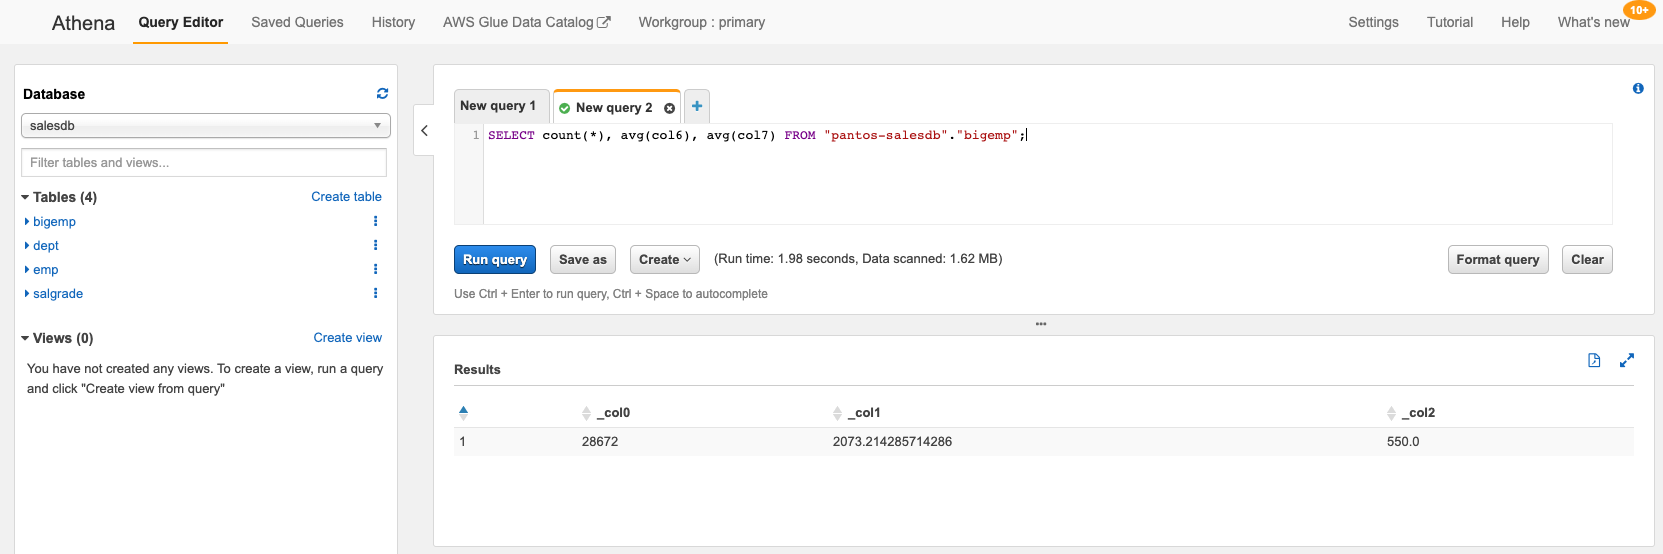 Athena Query Editor Saved Queries History AWS Glue Data Catalog Workgroup : primary Settings Tutorial Help What's new 10+
Database
salesdb
Filter tables and views...
Tables (4) Create table
bigemp
dept
emp
salgrade
Views (0) Create view
You have not created any views. To create a view, run a query
and click "Create view from query"
New query 1 New query 2
1 SELECT count(*), avg(col6), avg(col7) FROM "pantos-salesdb"."bigemp";
Run query Save as Create (Run time: 1.98 seconds, Data scanned: 1.62 MB) Format query Clear
Use Ctrl + Enter to run query, Ctrl + Space to autocomplete
Results
_col0 _col1 _col2
1 28672 2073.214285714286 550.0